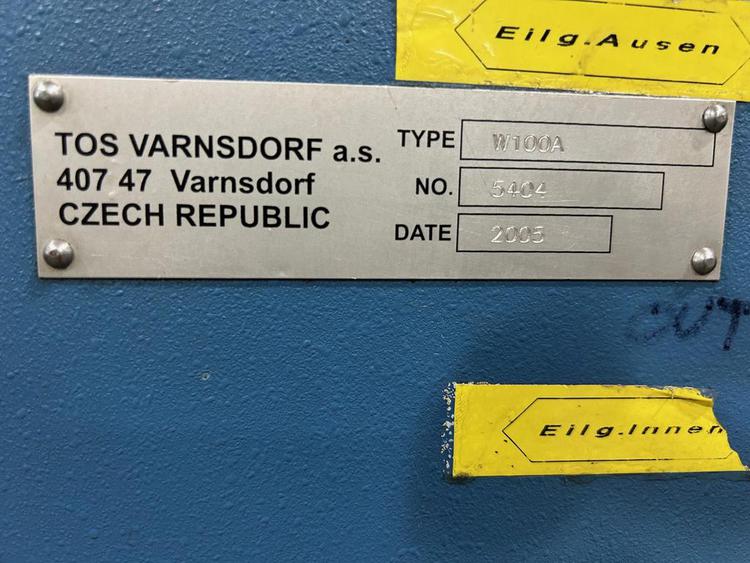 Eilg.Ausen
TOS VARNSDORF a.s.
407 47 Varnsdorf
CZECH REPUBLIC
TYPE W100A
NO. 5404
DATE 2005
Eilg.Innen